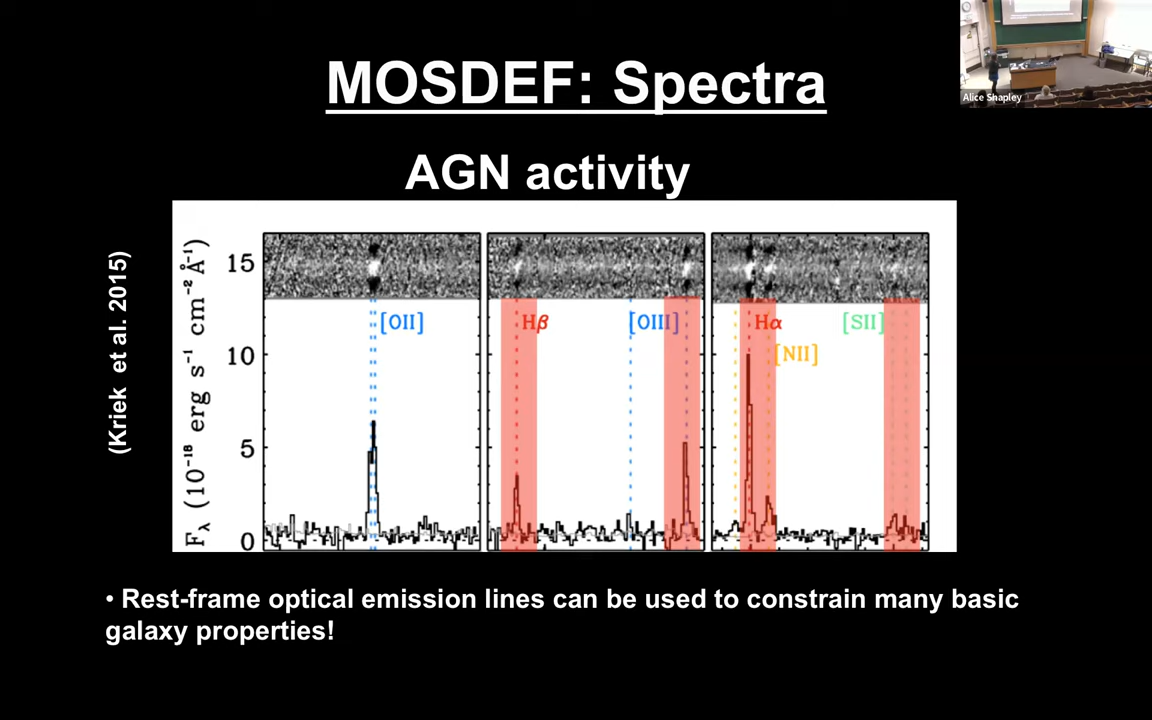 MOSDEF: Spectra
Alice Shapley
AGN activity
(Kriek et al. 2015)
F_λ (10⁻¹⁸ erg s⁻¹ cm⁻² Å⁻¹)
15
10
5
0
[OII]
Hβ
[OIII]
Hα
[NII]
[SII]
• Rest-frame optical emission lines can be used to constrain many basic
galaxy properties!